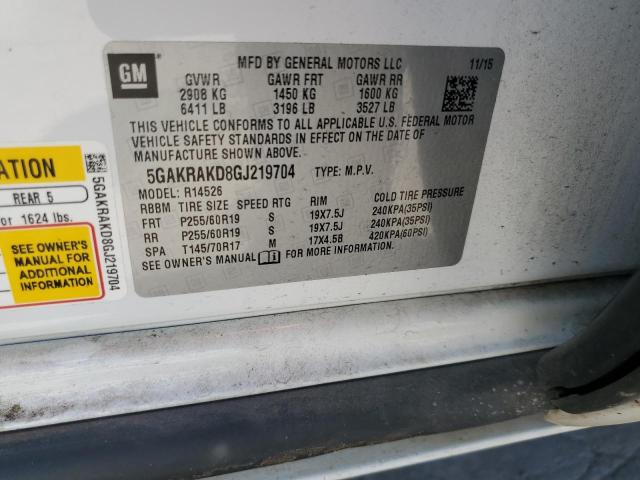 GM
MFD BY GENERAL MOTORS LLC 11/15
GVWR GAWR FRT GAWR RR
2908 KG 1450 KG 1600 KG
6411 LB 3196 LB 3527 LB
THIS VEHICLE CONFORMS TO ALL APPLICABLE U.S. FEDERAL MOTOR
VEHICLE SAFETY STANDARDS IN EFFECT ON THE DATE OF
MANUFACTURE SHOWN ABOVE.
5GAKRAKD8GJ219704 TYPE: M.P.V.
MODEL: R14526
RBBM TIRE SIZE SPEED RTG RIM COLD TIRE PRESSURE
FRT P255/60R19 S 19X7.5J 240KPA(35PSI)
RR P255/60R19 S 19X7.5J 240KPA(35PSI)
SPA T145/70R17 M 17X4.5B 420KPA(60PSI)
SEE OWNER'S MANUAL FOR MORE INFORMATION.
ATION
REAR 5
or 1624 lbs.
SEE OWNER'S
MANUAL FOR
ADDITIONAL
INFORMATION
5GAKRAKD8GJ219704